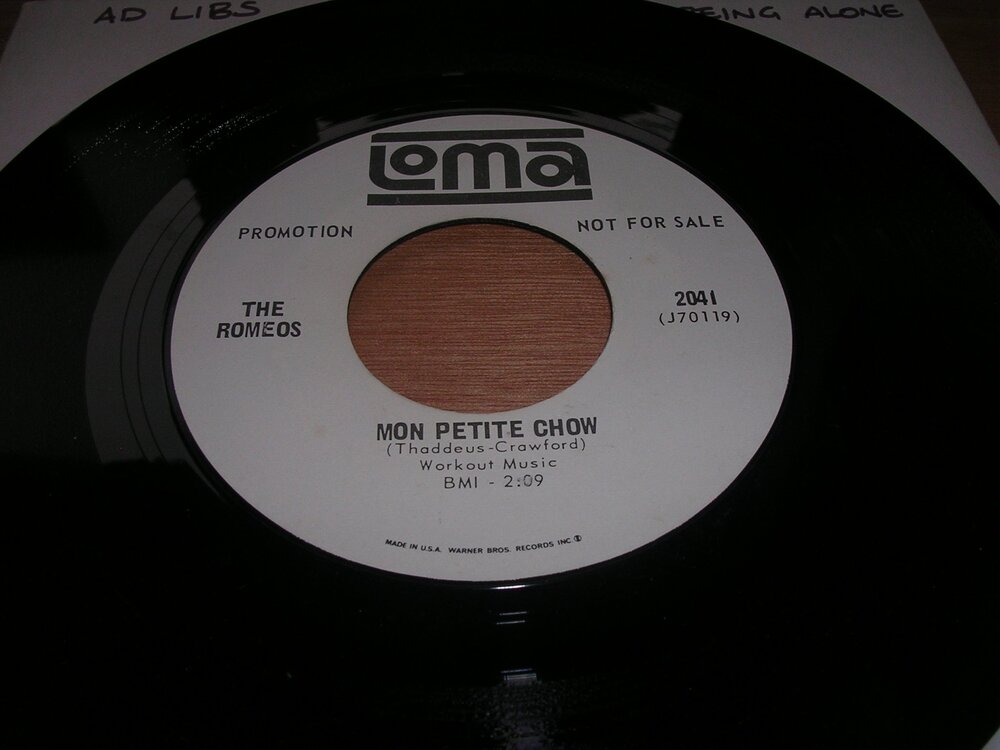 AD LIBS
BEING ALONE
LOMA
PROMOTION
NOT FOR SALE
THE
ROMEOS
2041
(J70119)
MON PETITE CHOW
(Thaddeus-Crawford)
Workout Music
BMI - 2:09
MADE IN U.S.A. WARNER BROS. RECORDS INC.